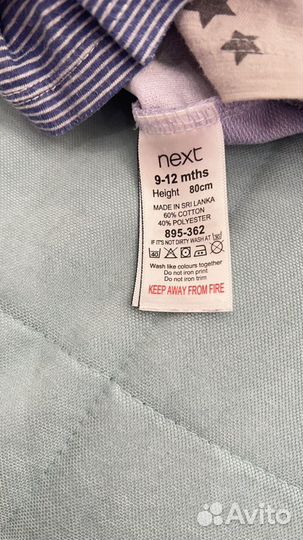 next
9-12 mths
Height 80cm
MADE IN SRI LANKA
60% COTTON
40% POLYESTER
895-362
IF IT'S NOT DIRTY WASH AT 30
30
Wash like colours together
Do not iron print
Do not iron trim
KEEP AWAY FROM FIRE
Avito